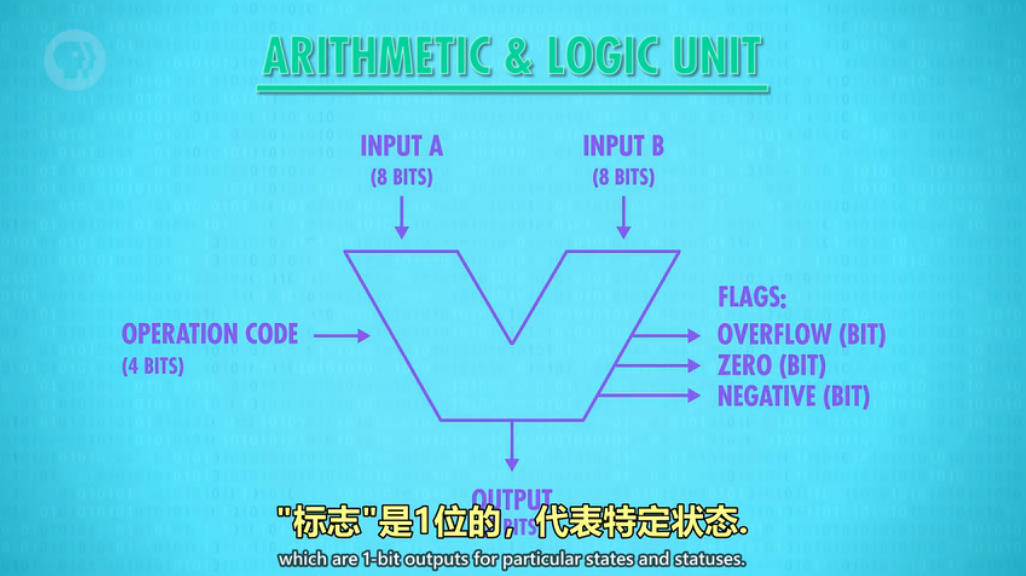 ARITHMETIC & LOGIC UNIT
INPUT A
(8 BITS)
INPUT B
(8 BITS)
OPERATION CODE
(4 BITS)
FLAGS:
OVERFLOW (BIT)
ZERO (BIT)
NEGATIVE (BIT)
OUTPUT
BITS
"标志"是1位的，代表特定状态.
which are 1-bit outputs for particular states and statuses.